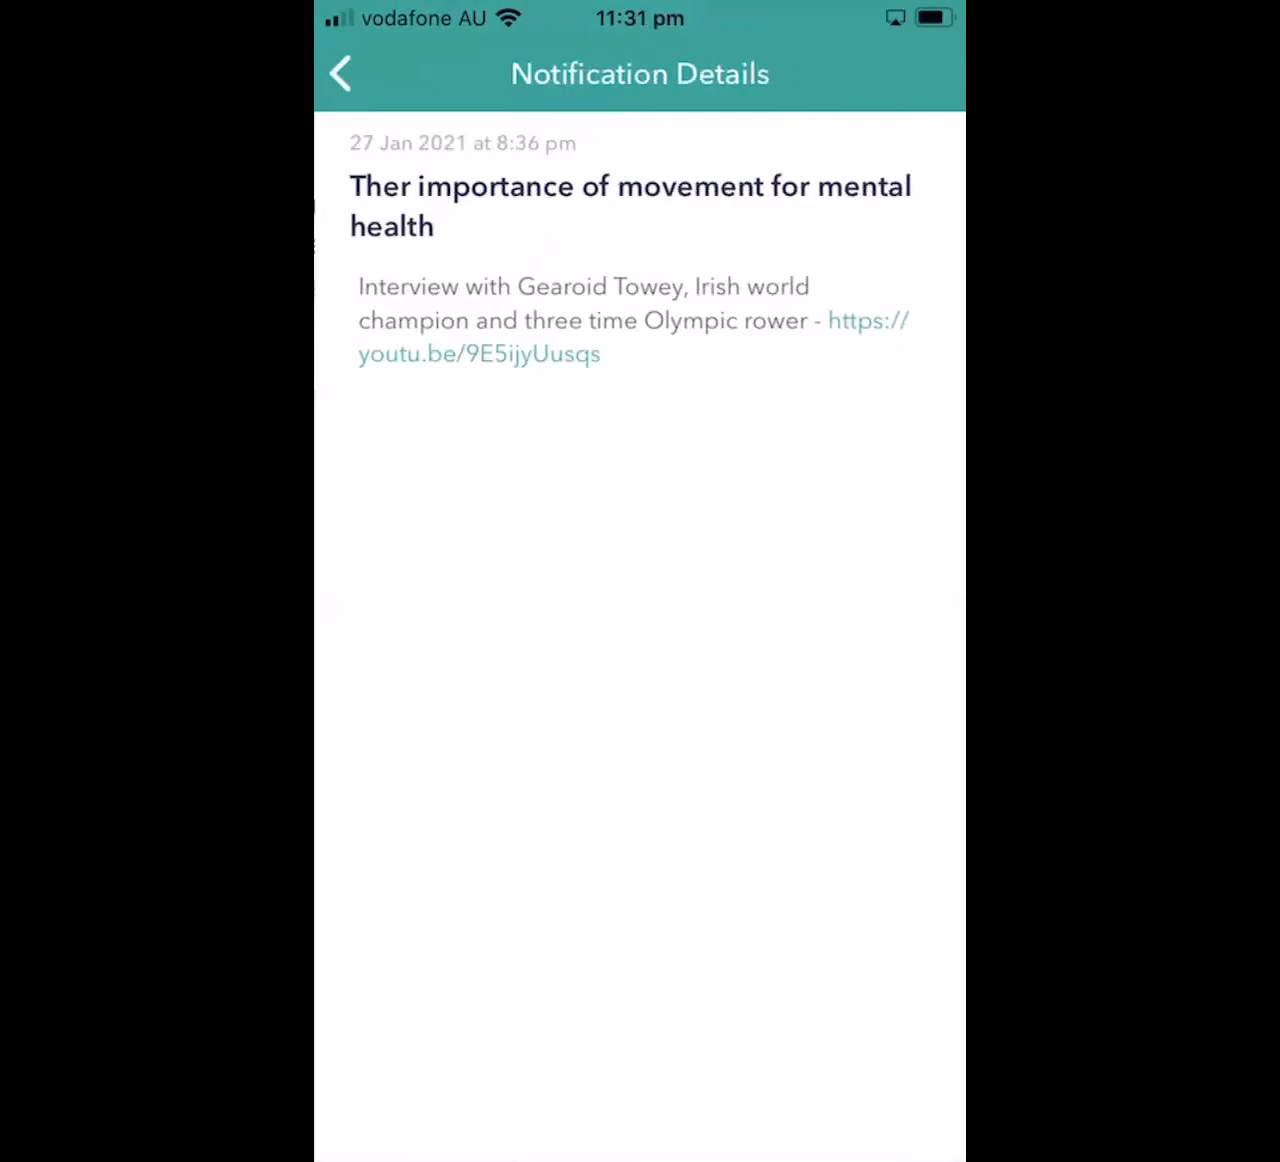 vodafone AU 11:31 pm
Notification Details
27 Jan 2021 at 8:36 pm
Ther importance of movement for mental
health
Interview with Gearoid Towey, Irish world
champion and three time Olympic rower - https://
youtu.be/9E5ijyUusqs